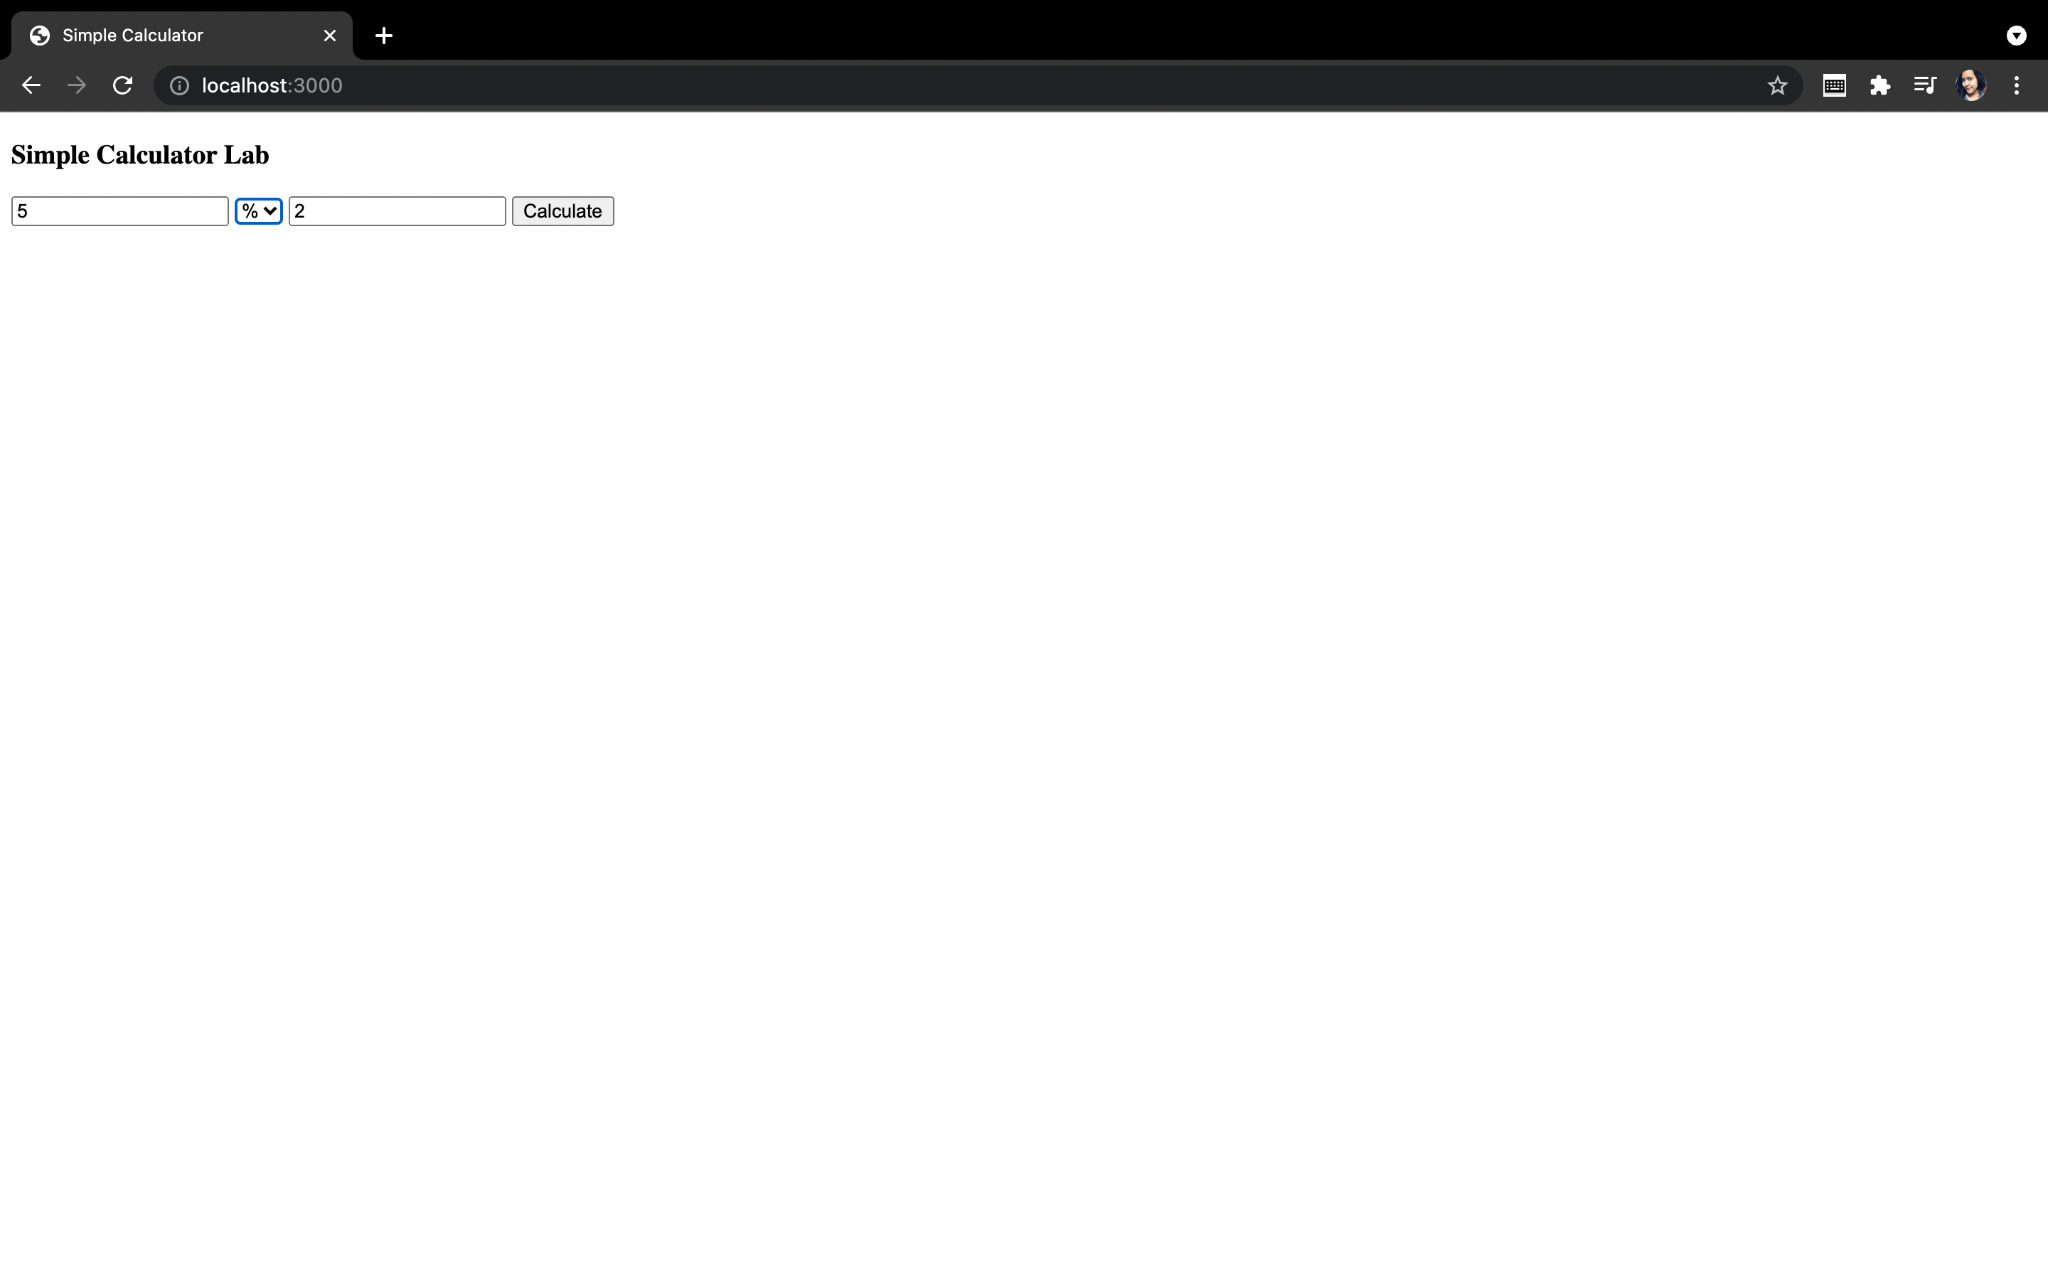 Simple Calculator
localhost:3000
Simple Calculator Lab
5 % 2 Calculate